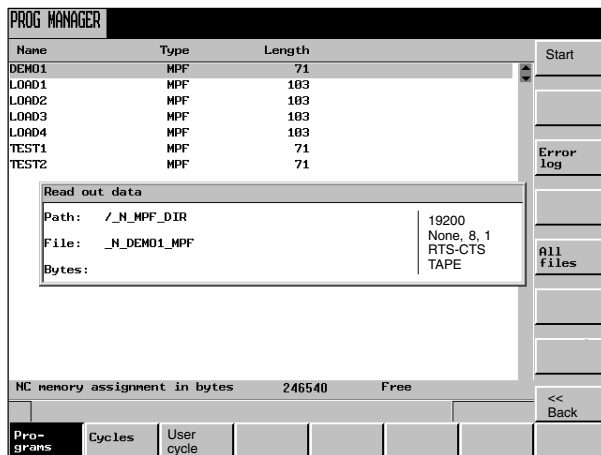 PROG MANAGER
Name Type Length
DEMO1 MPF 71
LOAD1 MPF 103
LOAD2 MPF 103
LOAD3 MPF 103
LOAD4 MPF 103
TEST1 MPF 71
TEST2 MPF 71
Start
Error
log
All
files
<<
Back
Read out data
Path: /_N_MPF_DIR
File: _N_DEMO1_MPF
Bytes:
19200
None, 8, 1
RTS-CTS
TAPE
NC memory assignment in bytes 246540 Free
Pro-
grams
Cycles
User
cycle